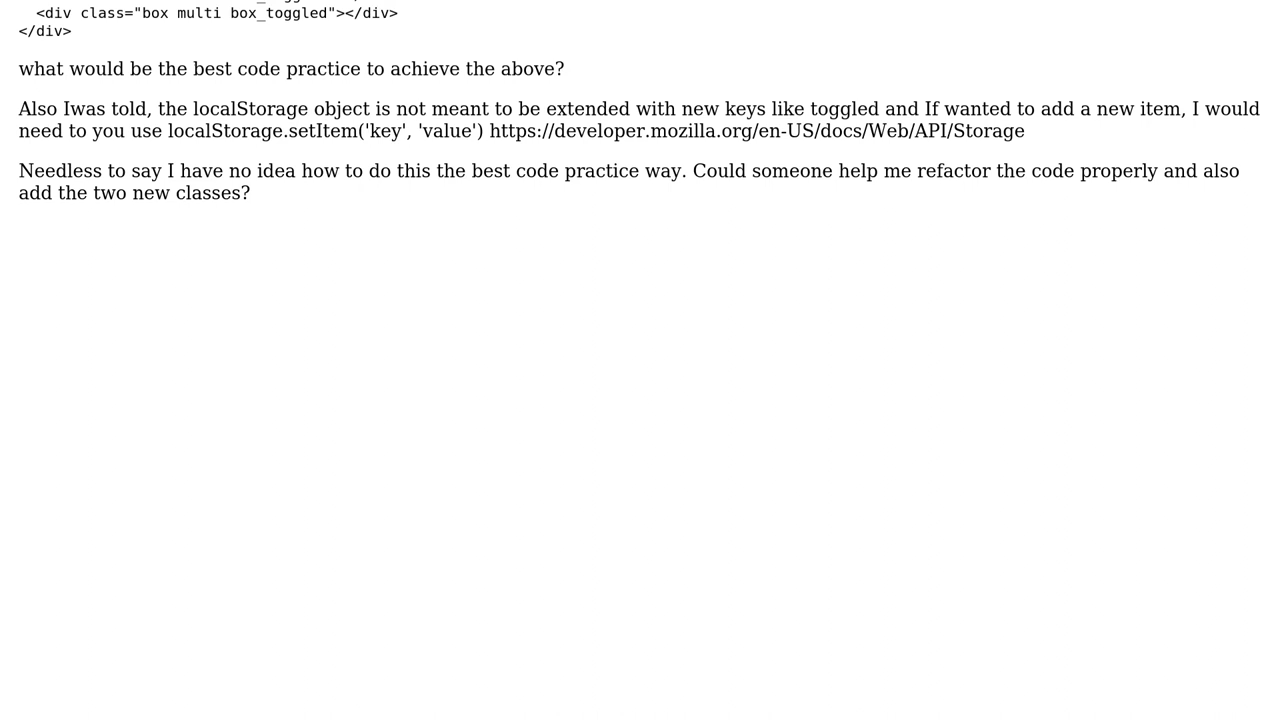 <div class="box multi box_toggled"></div>
</div>
what would be the best code practice to achieve the above?
Also Iwas told, the localStorage object is not meant to be extended with new keys like toggled and If wanted to add a new item, I would
need to you use localStorage.setItem('key', 'value') https://developer.mozilla.org/en-US/docs/Web/API/Storage
Needless to say I have no idea how to do this the best code practice way. Could someone help me refactor the code properly and also
add the two new classes?